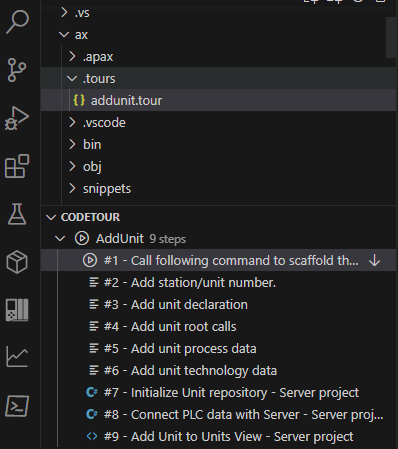 .vs
ax
.apax
.tours
{} addunit.tour
.vscode
bin
obj
snippets
CODETOUR
AddUnit 9 steps
#1 - Call following command to scaffold th...
#2 - Add station/unit number.
#3 - Add unit declaration
#4 - Add unit root calls
#5 - Add unit process data
#6 - Add unit technology data
C# #7 - Initialize Unit repository - Server project
C# #8 - Connect PLC data with Server - Server proj...
<> #9 - Add Unit to Units View - Server project